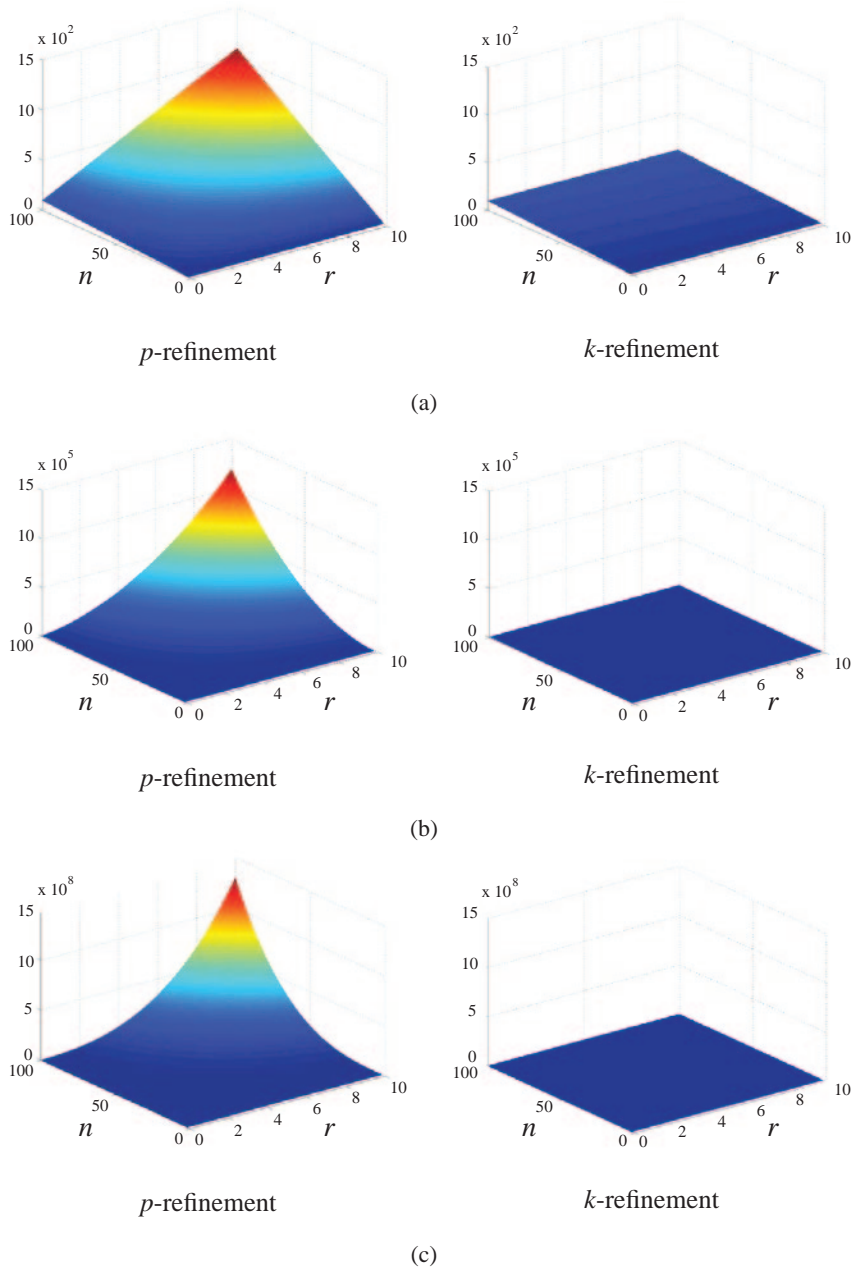 x 10² x 10²
15 15
10 10
5 5
0 0
100 10 100 10
50 8 50 8
6 6
4 4
n 2 r n 2 r
0 0 0 0
p-refinement k-refinement
(a)
x 10⁵ x 10⁵
15 15
10 10
5 5
0 0
100 10 100 10
50 8 50 8
6 6
4 4
n 2 r n 2 r
0 0 0 0
p-refinement k-refinement
(b)
x 10⁸ x 10⁸
15 15
10 10
5 5
0 0
100 10 100 10
50 8 50 8
6 6
4 4
n 2 r n 2 r
0 0 0 0
p-refinement k-refinement
(c)